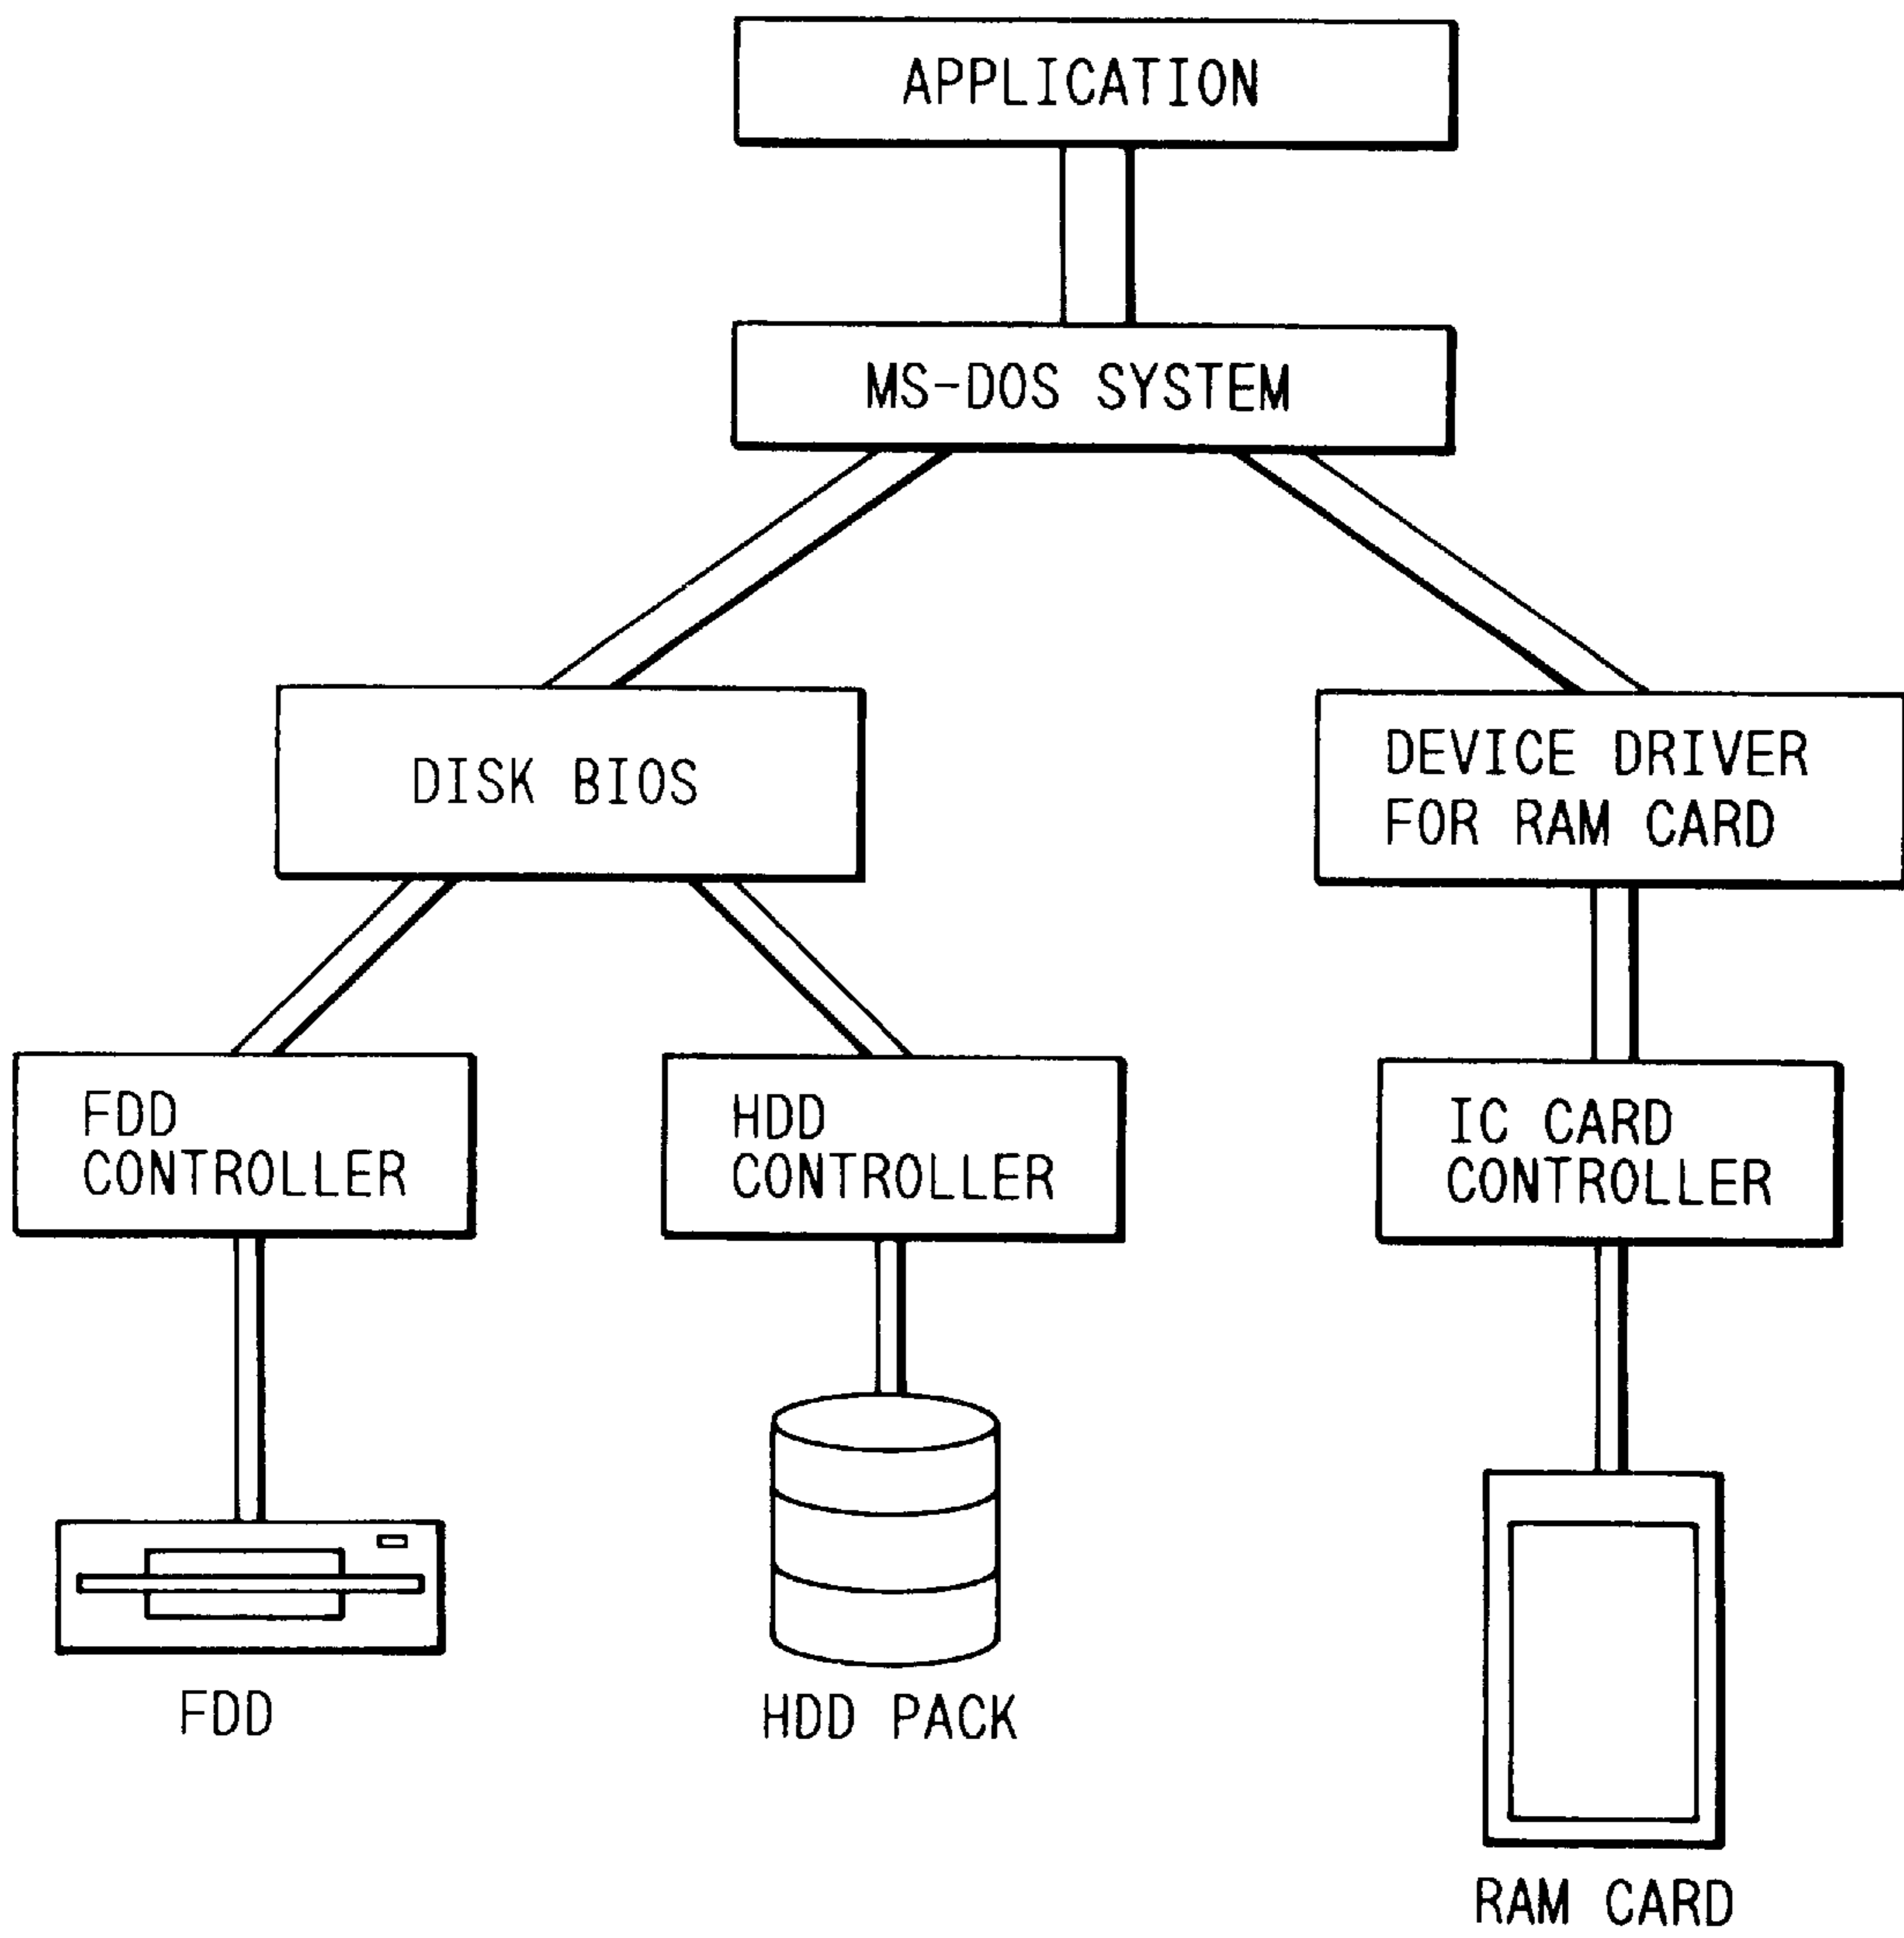 APPLICATION
MS-DOS SYSTEM
DISK BIOS
DEVICE DRIVER
FOR RAM CARD
FDD
CONTROLLER
HDD
CONTROLLER
IC CARD
CONTROLLER
FDD
HDD PACK
RAM CARD